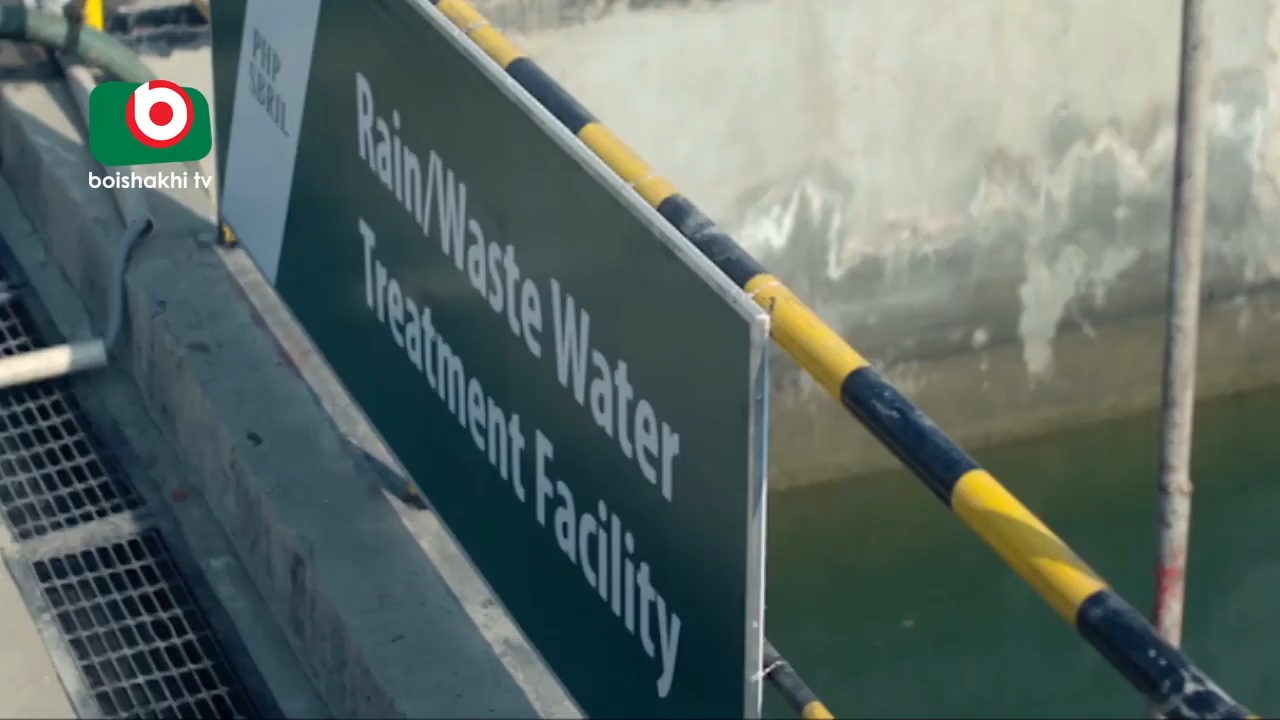 PHP
SBRIL
Rain/Waste Water
Treatment Facility
boishakhi tv